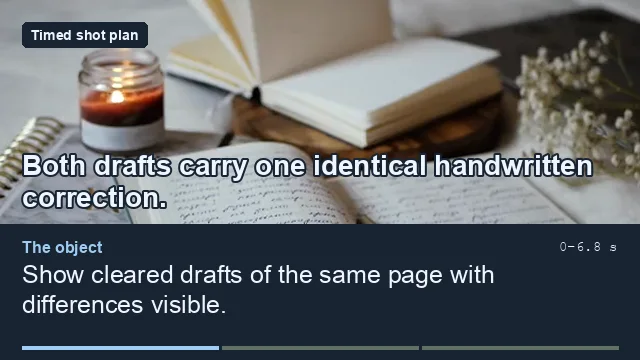 Timed shot plan
Both drafts carry one identical handwritten
correction.
The object
0–6.8 s
Show cleared drafts of the same page with
differences visible.